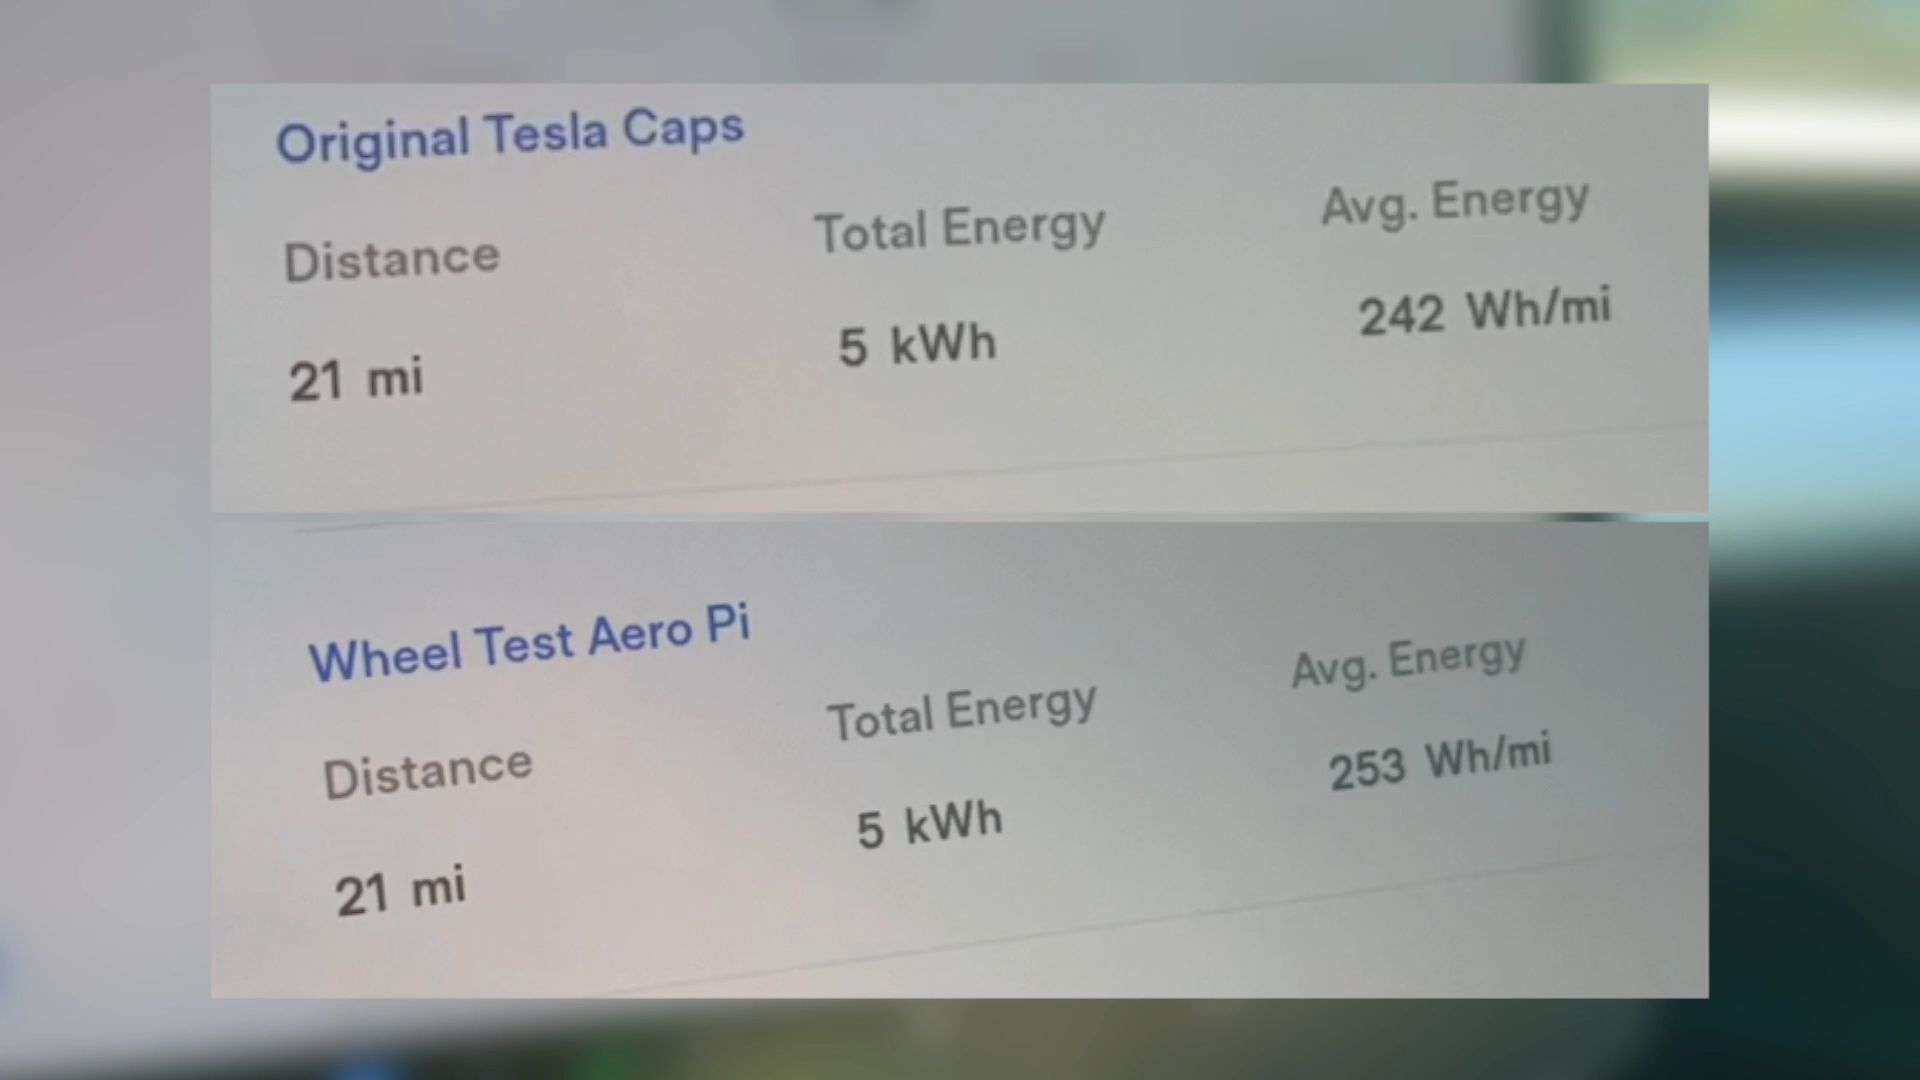 Original Tesla Caps
Distance Total Energy Avg. Energy
21 mi 5 kWh 242 Wh/mi
Wheel Test Aero Pi
Distance Total Energy Avg. Energy
21 mi 5 kWh 253 Wh/mi